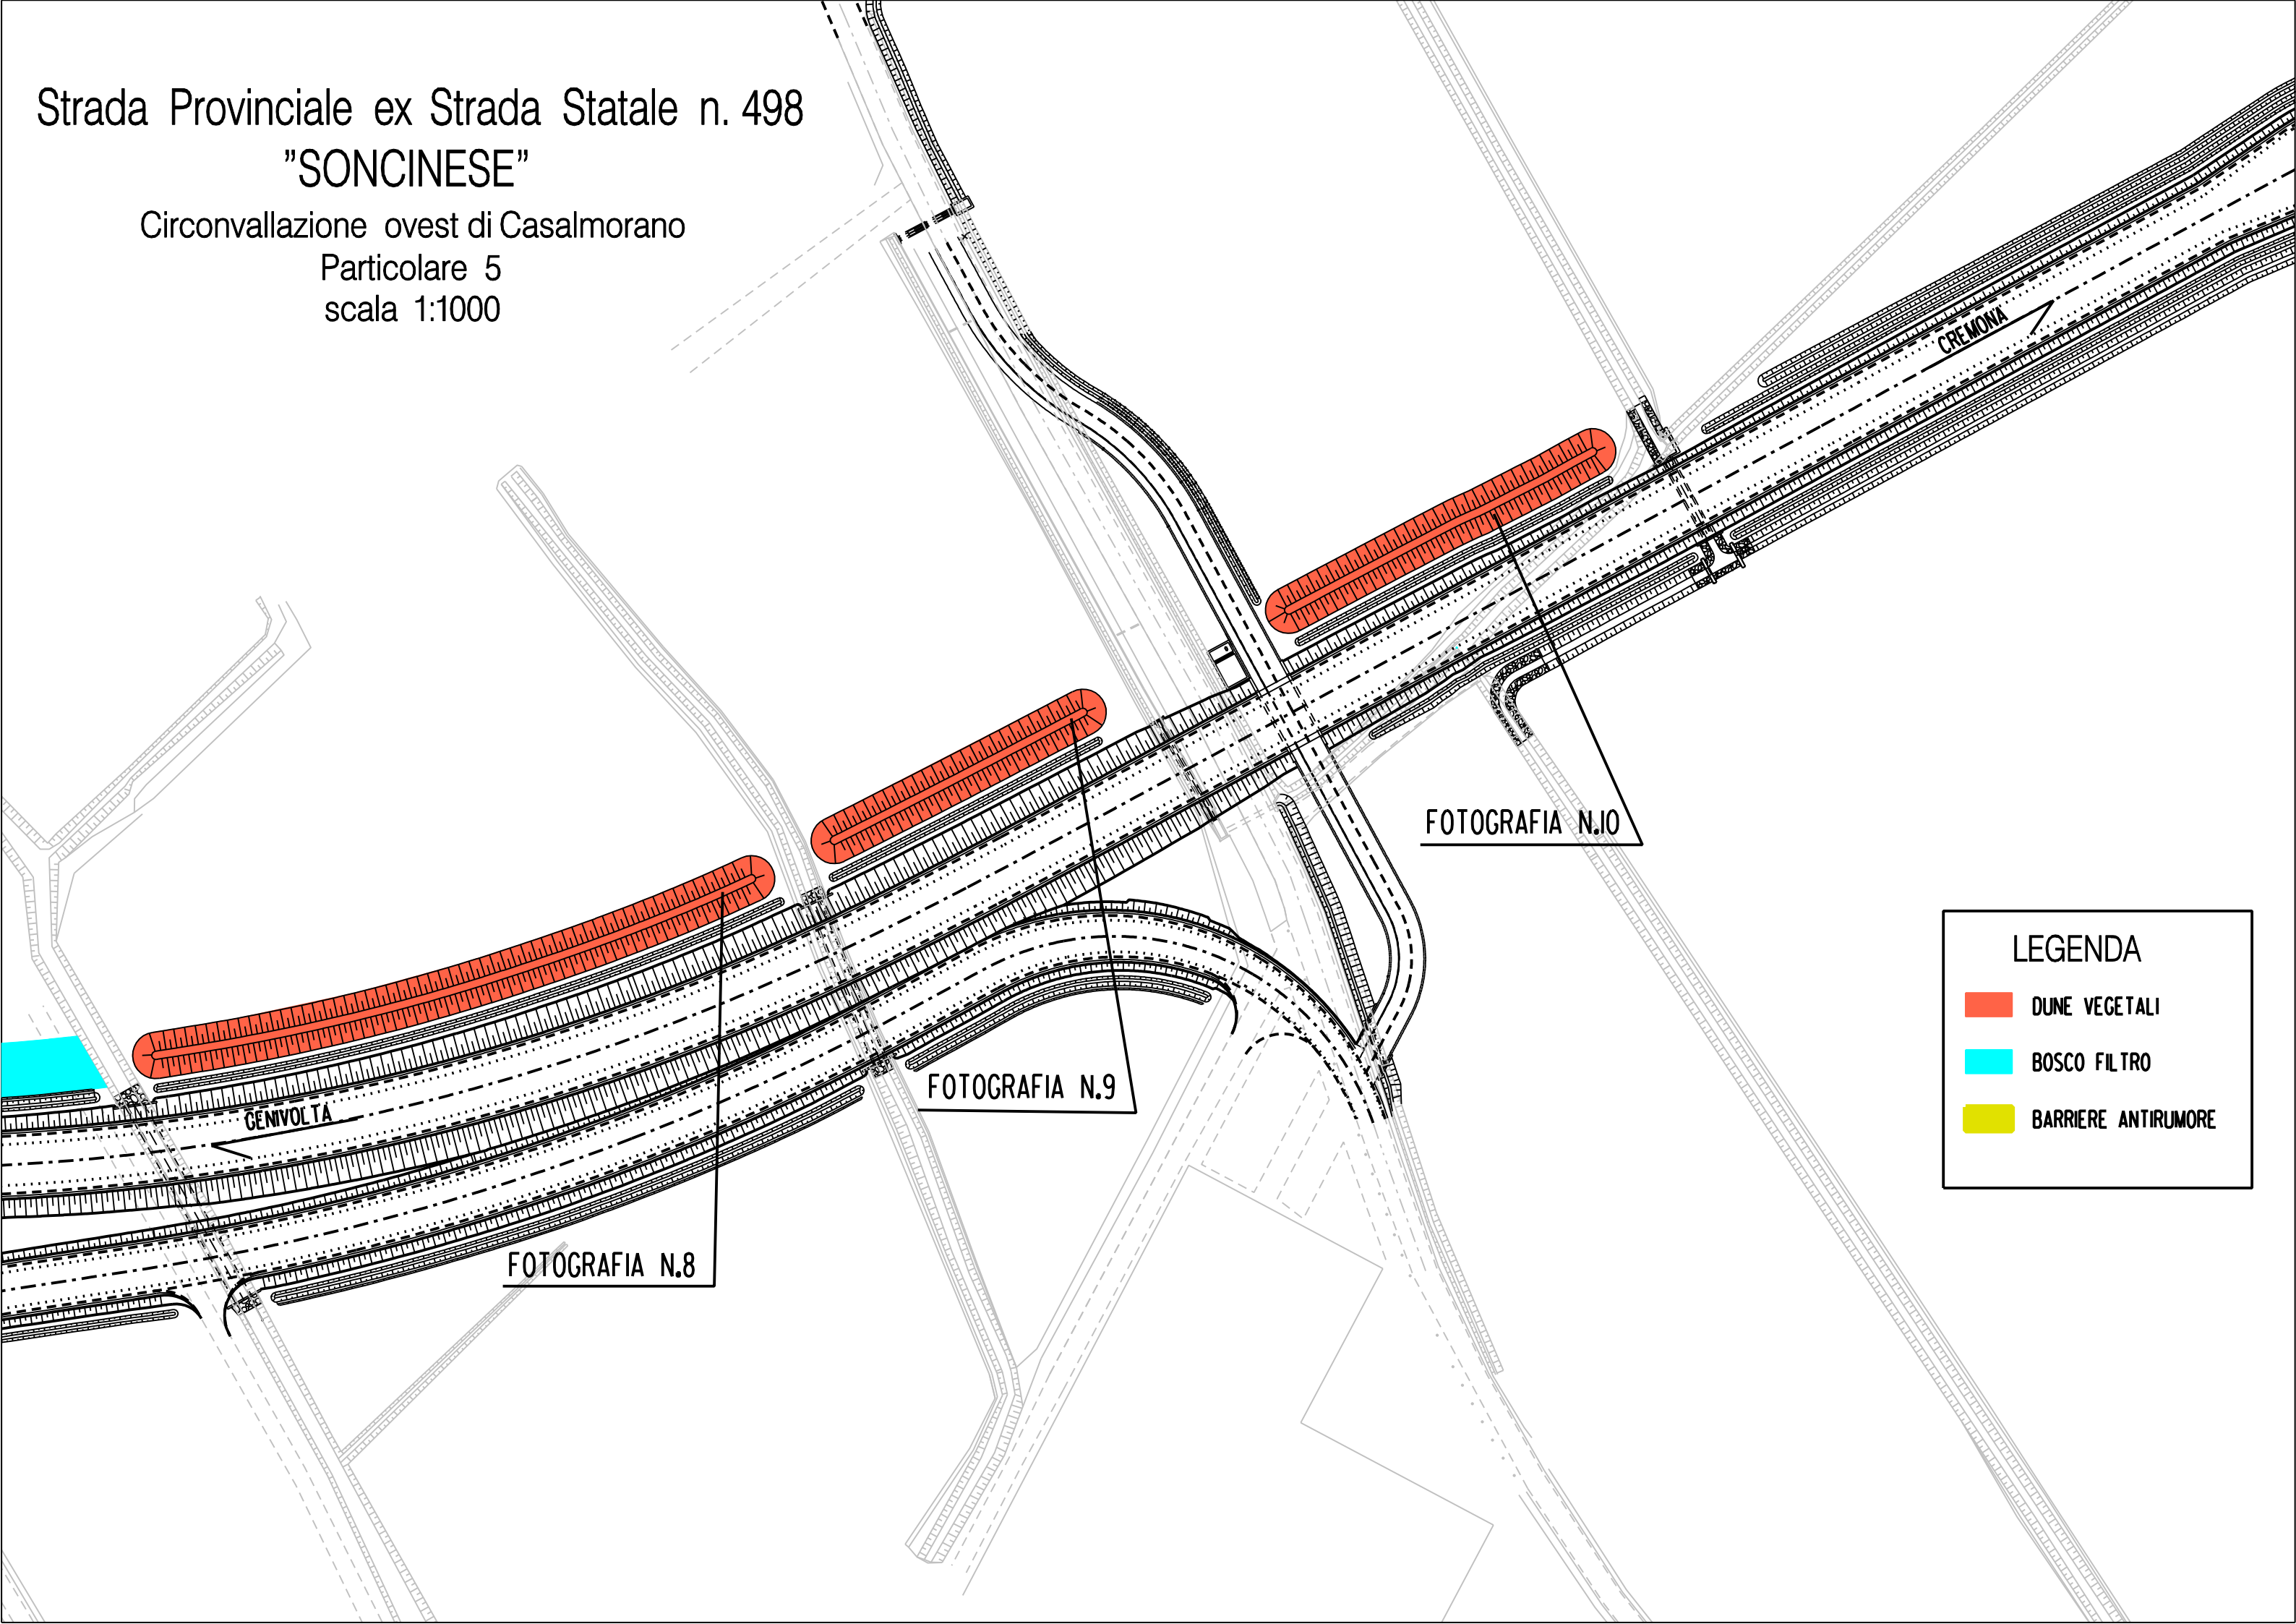 Strada Provinciale ex Strada Statale n. 498
”SONCINESE”
Circonvallazione ovest di Casalmorano
Particolare 5
scala 1:1000
CREMONA
FOTOGRAFIA N.10
LEGENDA
DUNE VEGETALI
BOSCO FILTRO
BARRIERE ANTIRUMORE
FOTOGRAFIA N.9
GENIVOLTA
FOTOGRAFIA N.8